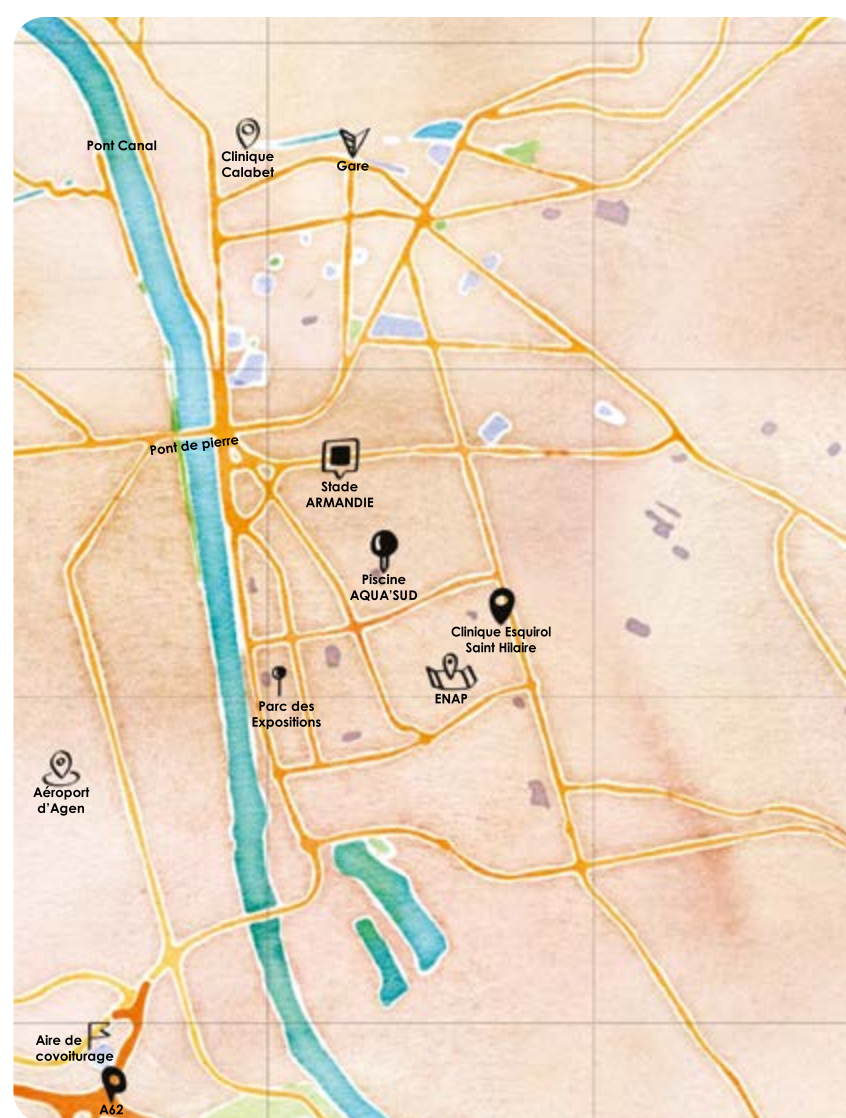 Pont Canal
Clinique
Calabet
Gare
Pont de pierre
Stade
ARMANDIE
Piscine
AQUA'SUD
Clinique Esquirol
Saint Hilaire
ENAP
Parc des
Expositions
Aéroport
d'Agen
Aire de
covoiturage
A62